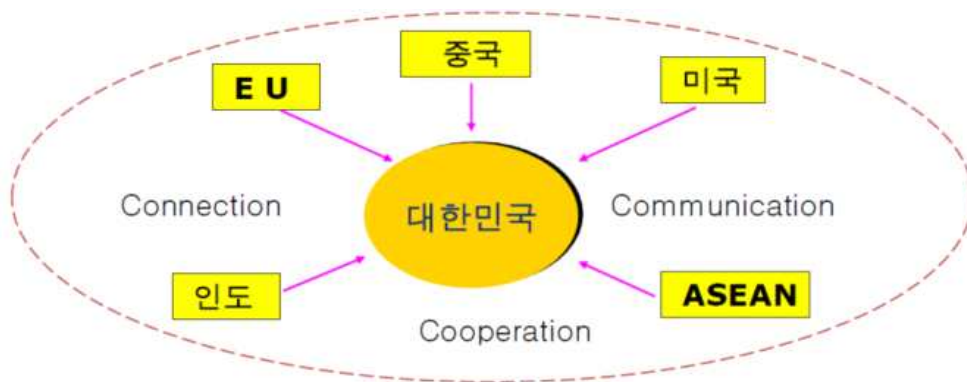 중국
E U
미국
Connection
대한민국
Communication
인도
ASEAN
Cooperation